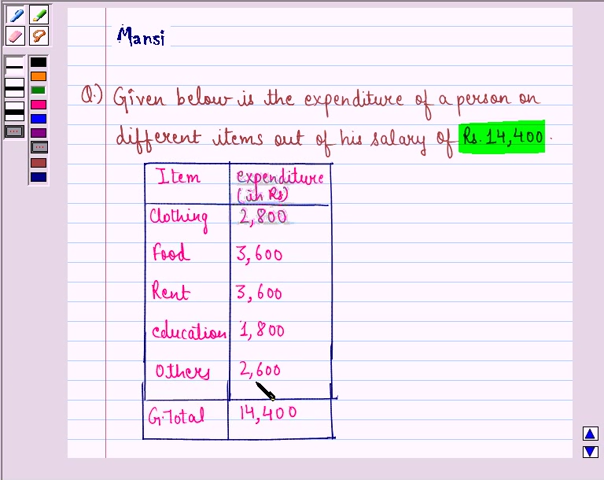 Mansi
Q.) Given below is the expenditure of a person on
different items out of his salary of Rs. 14,400.
Item expenditure
(in Rs)
Clothing 2,800
Food 3,600
Rent 3,600
education 1,800
Others 2,600
G.Total 14,400